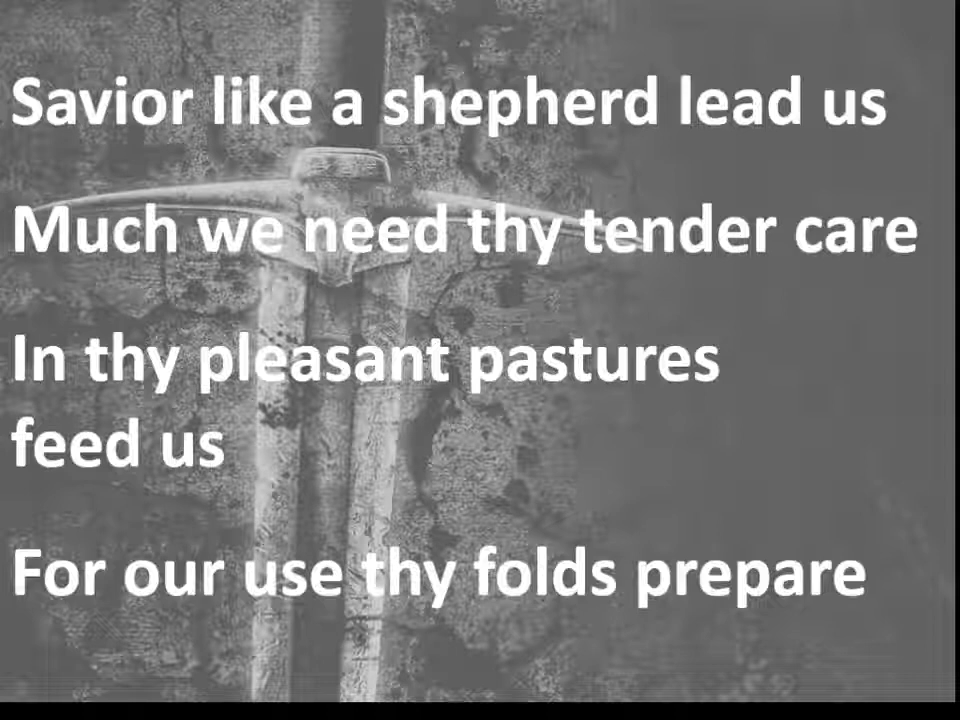 Savior like a shepherd lead us
Much we need thy tender care
In thy pleasant pastures
feed us
For our use thy folds prepare